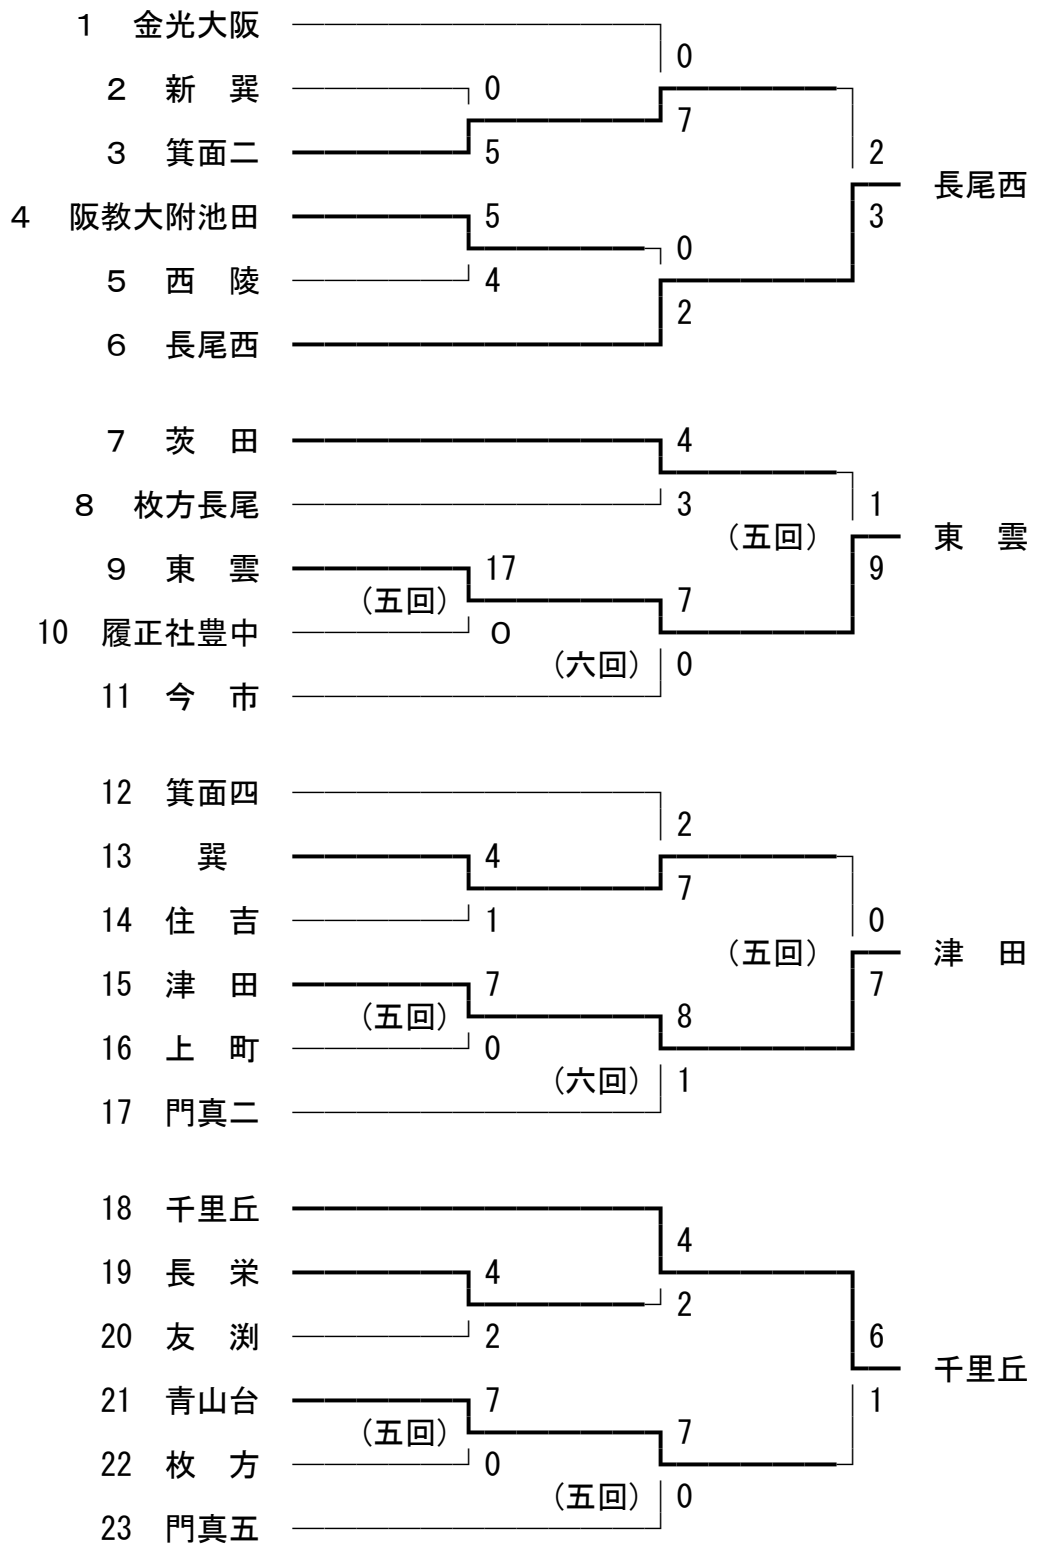 1 金光大阪
0
2 新 巽 0
7
3 箕面二 5
2
長尾西
4 阪教大附池田 5
3
0
5 西 陵 4
2
6 長尾西
7 茨 田 4
8 枚方長尾 3
1
(五回)
東 雲
9 東 雲 17
9
(五回)
7
10 履正社豊中 0
(六回) 0
11 今 市
12 箕面四
2
13 巽 4
7
14 住 吉 1
0
(五回)
津 田
15 津 田 7
7
(五回)
8
16 上 町 0
(六回) 1
17 門真二
18 千里丘
4
19 長 栄 4
2
20 友 渕 2
6
千里丘
21 青山台 7
1
(五回)
7
22 枚 方 0
(五回) 0
23 門真五